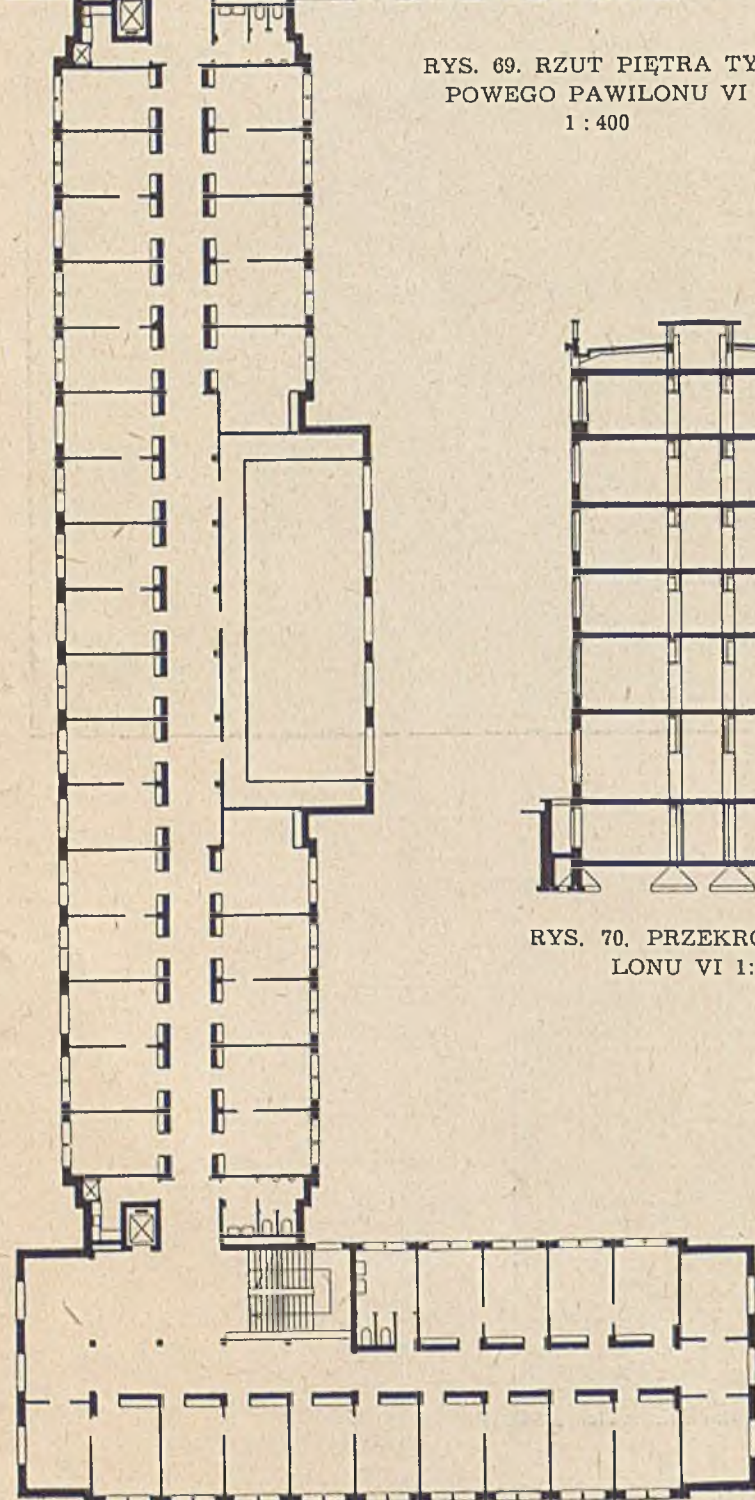 RYS. 69. RZUT PIĘTRA TY
POWEGO PAWILONU VI
1 : 400
RYS. 70. PRZEKRO
LONU VI 1: